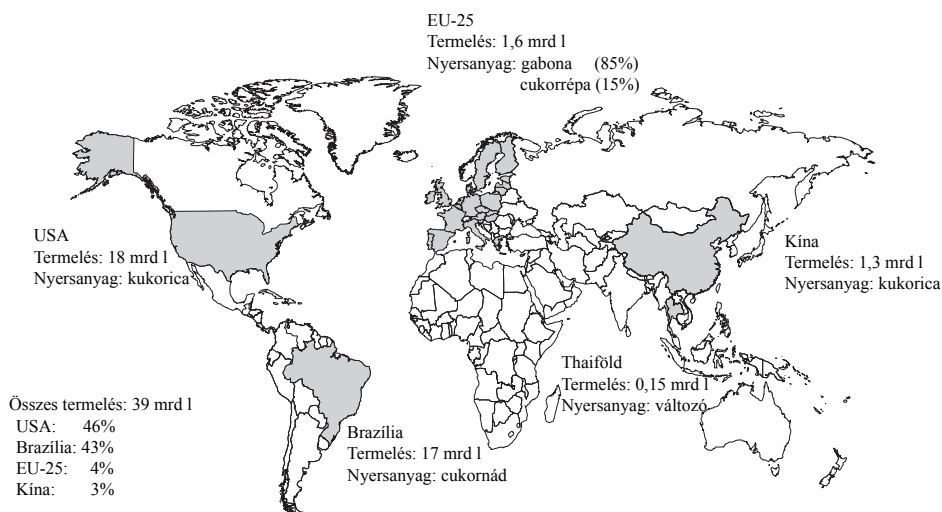 EU-25
Termelés: 1,6 mrd l
Nyersanyag: gabona (85%)
cukorrépa (15%)
USA
Termelés: 18 mrd l
Nyersanyag: kukorica
Kína
Termelés: 1,3 mrd l
Nyersanyag: kukorica
Thaiföld
Termelés: 0,15 mrd l
Nyersanyag: változó
Brazília
Termelés: 17 mrd l
Nyersanyag: cukornád
Összes termelés: 39 mrd l
USA: 46%
Brazília: 43%
EU-25: 4%
Kína: 3%